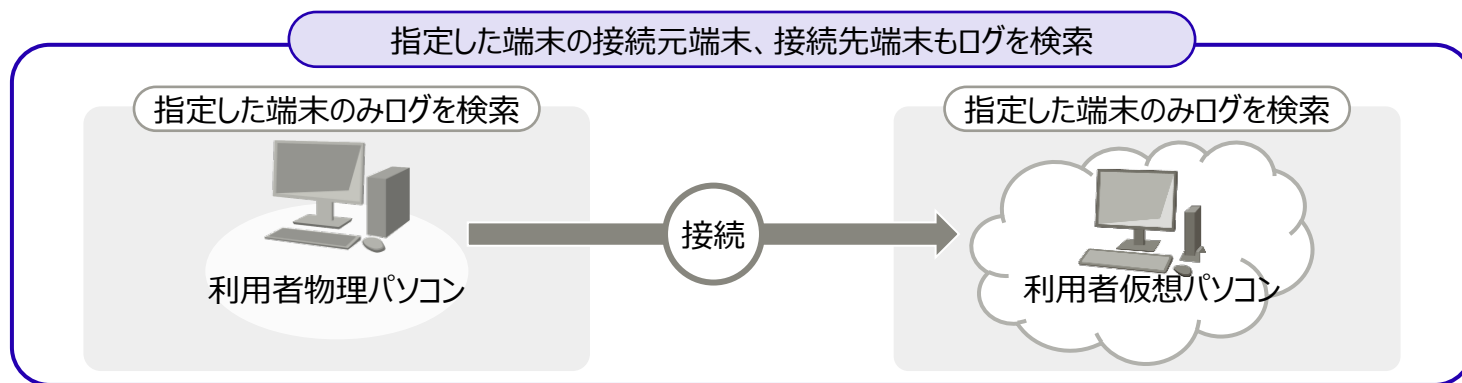 指定した端末の接続元端末、接続先端末もログを検索
指定した端末のみログを検索
指定した端末のみログを検索
接続
利用者物理パソコン
利用者仮想パソコン